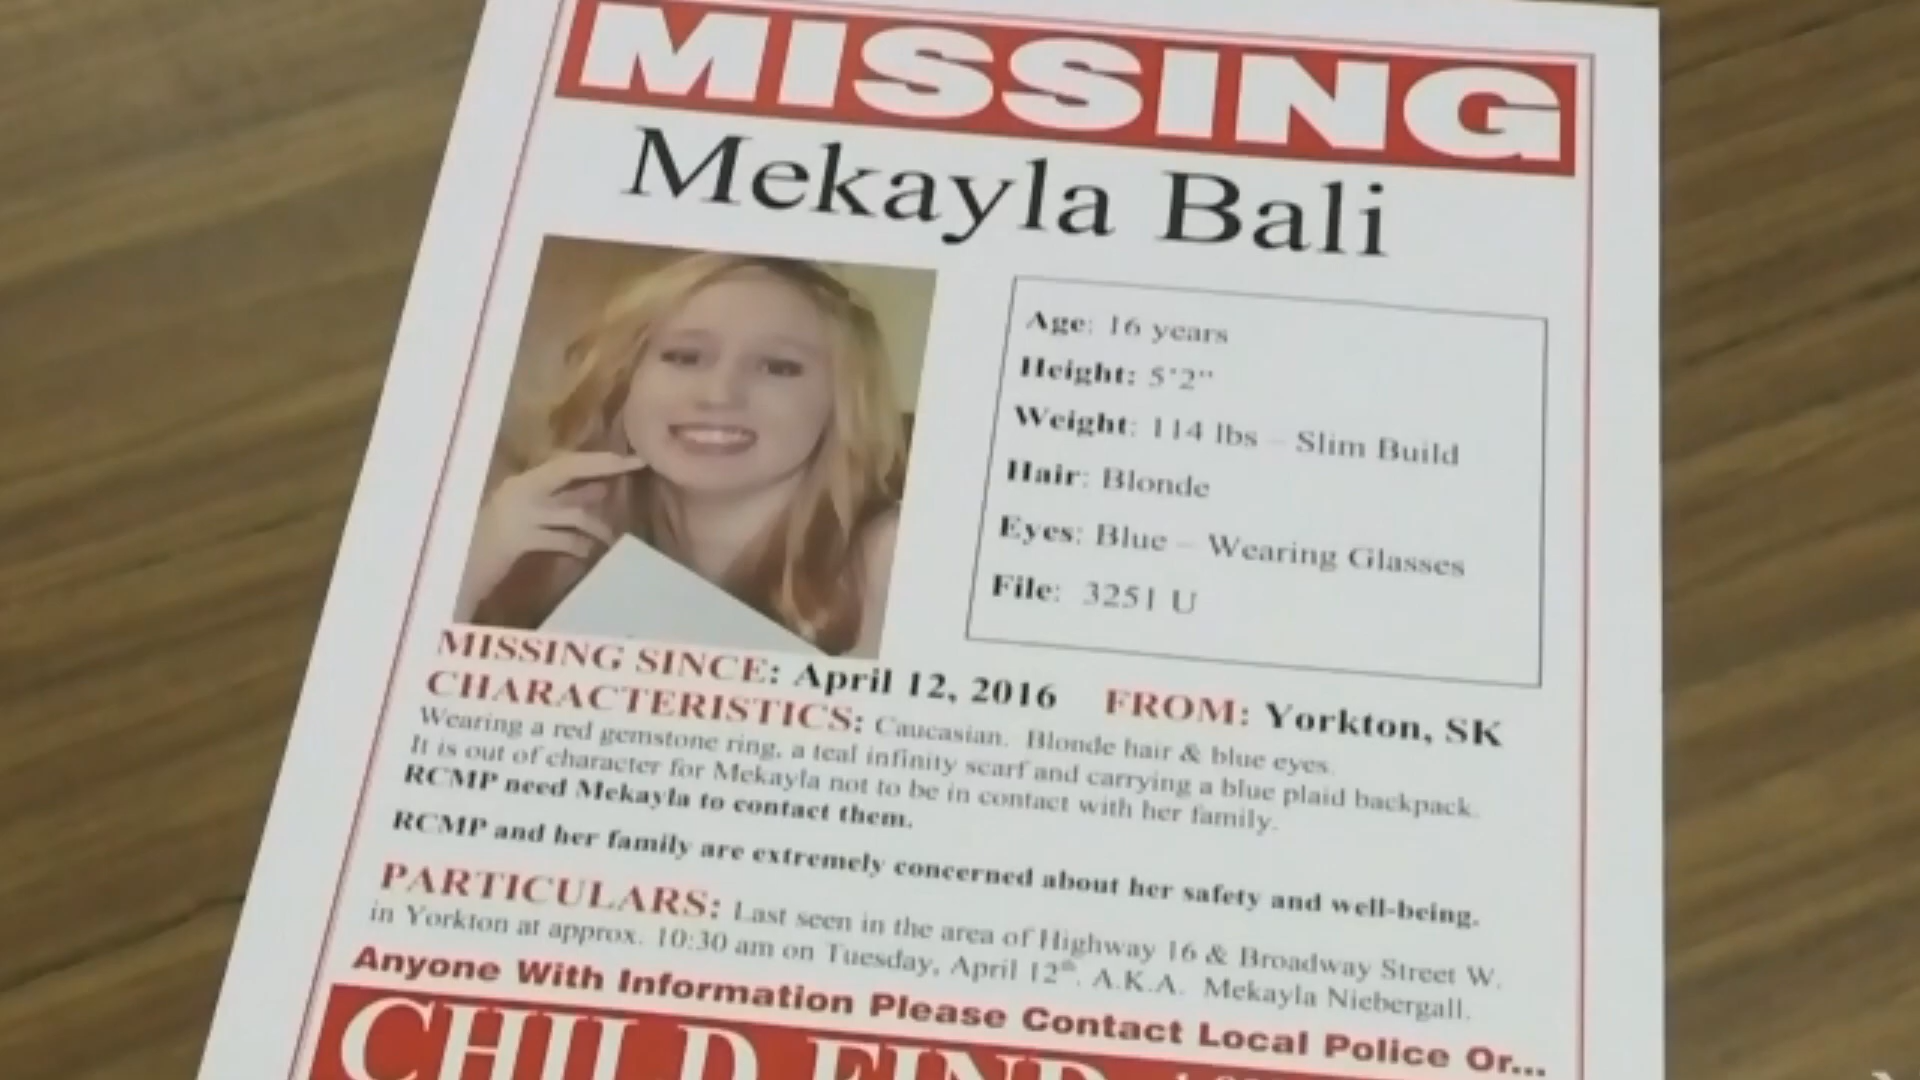 MISSING
Mekayla Bali
Age: 16 years
Height: 5'2"
Weight: 114 lbs – Slim Build
Hair: Blonde
Eyes: Blue – Wearing Glasses
File: 3251 U
MISSING SINCE: April 12, 2016 FROM: Yorkton, SK
CHARACTERISTICS: Caucasian. Blonde hair & blue eyes.
Wearing a red gemstone ring, a teal infinity scarf and carrying a blue plaid backpack.
It is out of character for Mekayla not to be in contact with her family.
RCMP need Mekayla to contact them.
RCMP and her family are extremely concerned about her safety and well-being.
PARTICULARS: Last seen in the area of Highway 16 & Broadway Street W.
in Yorkton at approx. 10:30 am on Tuesday, April 12th. A.K.A. Mekayla Niebergall.
Anyone With Information Please Contact Local Police Or...
CHILD FIND